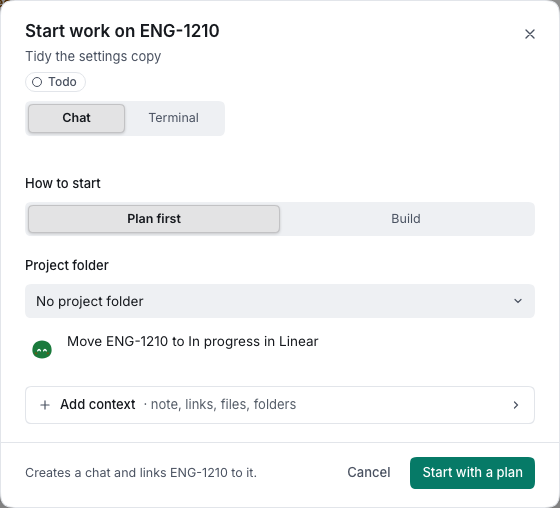 Start work on ENG-1210
Tidy the settings copy
Todo
Chat Terminal
How to start
Plan first Build
Project folder
No project folder
Move ENG-1210 to In progress in Linear
Add context · note, links, files, folders
Creates a chat and links ENG-1210 to it. Cancel Start with a plan